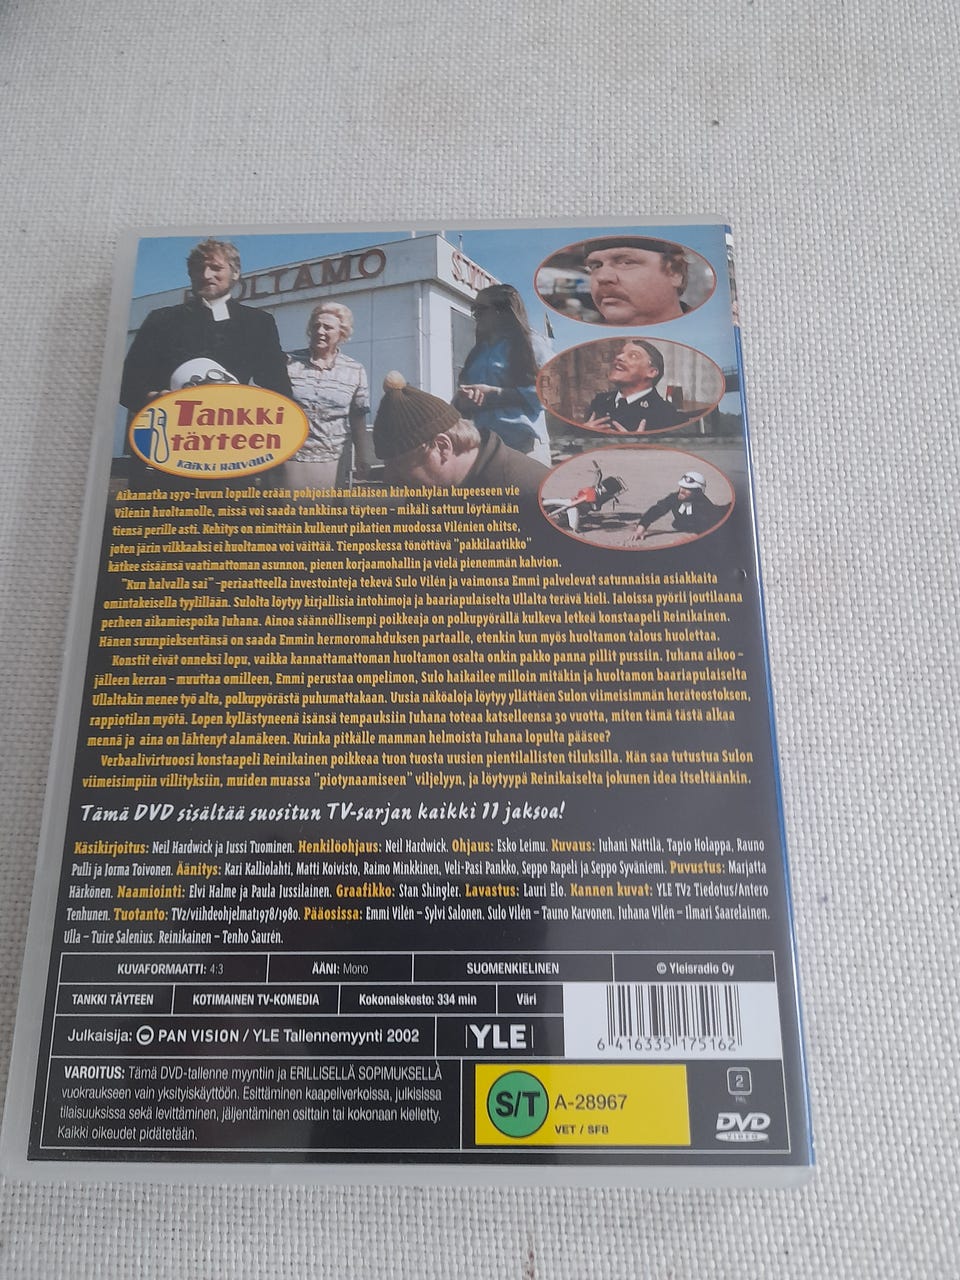 OLTAMO
Tankki
täyteen
kaikki halvalla
Aikamatka 1970-luvun lopulle erään pohjoishämäläisen kirkonkylän kupeeseen vie
Vilénin huoltamolle, missä voi saada tankkinsa täyteen – mikäli sattuu löytämään
tiensä perille asti. Kehitys on nimittäin kulkenut pikatien muodossa Vilénien ohitse,
joten järin vilkkaaksi ei huoltamoa voi väittää. Tienposkessa tönöttävä "pakkilaatikko"
kätkee sisäänsä vaatimattoman asunnon, pienen korjaamohallin ja vielä pienemmän kahvion.
"Kun halvalla sai" –periaatteella investointeja tekevä Sulo Vilén ja vaimonsa Emmi palvelevat satunnaisia asiakkaita
omintakeisella tyylillään. Sulolta löytyy kirjallisia intohimoja ja baariapulaiselta Ullalta terävä kieli. Jaloissa pyörii joutilaana
perheen aikamiespoika Juhana. Ainoa säännöllisempi poikkeaja on polkupyörällä kulkeva letkeä konstaapeli Reinikainen.
Hänen suunpieksentänsä on saada Emmin hermoromahduksen partaalle, etenkin kun myös huoltamon talous huolettaa.
Konstit eivät onneksi lopu, vaikka kannattamattoman huoltamon osalta onkin pakko panna pillit pussiin. Juhana aikoo –
jälleen kerran – muuttaa omilleen, Emmi perustaa ompelimon, Sulo haikailee milloin mitäkin ja huoltamon baariapulaiselta
Ullaltakin menee työ alta, polkupyörästä puhumattakaan. Uusia näköaloja löytyy yllättäen Sulon viimeisimmän heräteostoksen,
rappiotilan myötä. Lopen kyllästyneenä isänsä tempauksiin Juhana toteaa katselleensa 30 vuotta, miten tämä tästä alkaa
mennä ja aina on lähtenyt alamäkeen. Kuinka pitkälle mamman helmoista Juhana lopulta pääsee?
Verbaalivirtuoosi konstaapeli Reinikainen poikkeaa tuon tuosta uusien pientilallisten tiluksilla. Hän saa tutustua Sulon
viimeisimpiin villityksiin, muiden muassa "piotynaamiseen" viljelyyn, ja löytyypä Reinikaiselta jokunen idea itseltäänkin.
Tämä DVD sisältää suositun TV-sarjan kaikki 11 jaksoa!
Käsikirjoitus: Neil Hardwick ja Jussi Tuominen. Henkilöohjaus: Neil Hardwick. Ohjaus: Esko Leimu. Kuvaus: Juhani Nättilä, Tapio Holappa, Rauno
Pulli ja Jorma Toivonen. Äänitys: Kari Kalliolahti, Matti Koivisto, Raimo Minkkinen, Veli-Pasi Pankko, Seppo Rapeli ja Seppo Syväniemi. Puvustus: Marjatta
Härkönen. Naamiointi: Elvi Halme ja Paula Jussilainen. Graafikko: Stan Shingler. Lavastus: Lauri Elo. Kannen kuvat: YLE TV2 Tiedotus/Antero
Tenhunen. Tuotanto: TV2/viihdeohjelmat1978/1980. Pääosissa: Emmi Vilén – Sylvi Salonen. Sulo Vilén – Tauno Karvonen. Juhana Vilén – Ilmari Saarelainen.
Ulla – Tuire Salenius. Reinikainen – Tenho Saurén.
KUVAFORMAATTI: 4:3 ÄÄNI: Mono SUOMENKIELINEN © Yleisradio Oy
TANKKI TÄYTEEN KOTIMAINEN TV-KOMEDIA Kokonaiskesto: 334 min Väri
Julkaisija: PAN VISION / YLE Tallennemyynti 2002 YLE
6 416335 175162
VAROITUS: Tämä DVD-tallenne myyntiin ja ERILLISELLÄ SOPIMUKSELLA
vuokraukseen vain yksityiskäyttöön. Esittäminen kaapeliverkoissa, julkisissa
tilaisuuksissa sekä levittäminen, jäljentäminen osittain tai kokonaan kielletty.
Kaikki oikeudet pidätetään.
S/T A-28967
VET / SFB
2
PAL
DVD
VIDEO